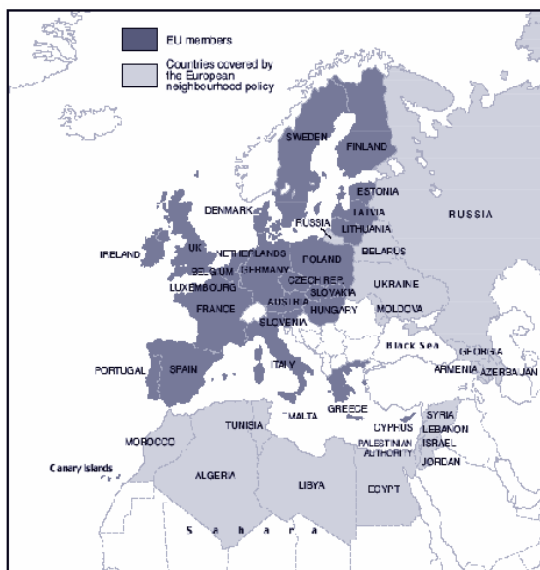 EU members
Countries covered by
the European
neighbourhood policy
SWEDEN
FINLAND
ESTONIA
DENMARK
LATVIA
RUSSIA
RUSSIA
LITHUANIA
IRELAND
UK
NETHERLANDS
POLAND
BELARUS
BELGIUM
GERMANY
CZECH REP.
LUXEMBOURG
SLOVAKIA
UKRAINE
FRANCE
AUSTRIA
HUNGARY
MOLDOVA
SLOVENIA
Black Sea
GEORGIA
PORTUGAL
SPAIN
ITALY
ARMENIA
AZERBAIJAN
GREECE
MALTA
SYRIA
CYPRUS
LEBANON
TUNISIA
MOROCCO
PALESTINIAN
AUTHORITY
ISRAEL
JORDAN
Canary Islands
ALGERIA
LIBYA
EGYPT
Sahara